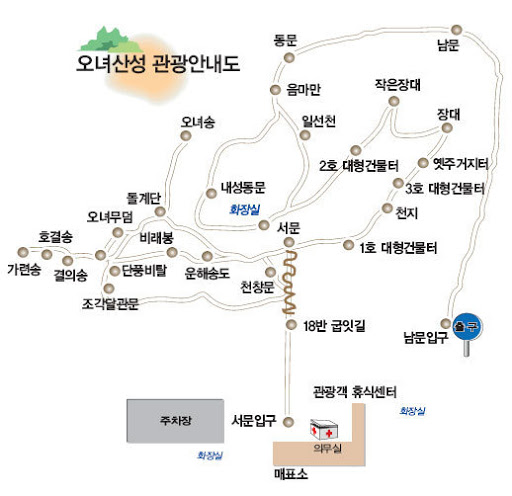 오녀산성 관광안내도
동문
남문
음마만
작은장대
장대
일선천
오녀송
2호 대형건물터
옛주거지터
내성동문
3호 대형건물터
돌계단
화장실
천지
오녀무덤
서문
호결송
비래봉
1호 대형건물터
가련송
결의송
단풍비탈
운해송도
천창문
조각달관문
18반 굽잇길
출구
남문입구
관광객 휴식센터
주차장
서문입구
화장실
의무실
화장실
매표소